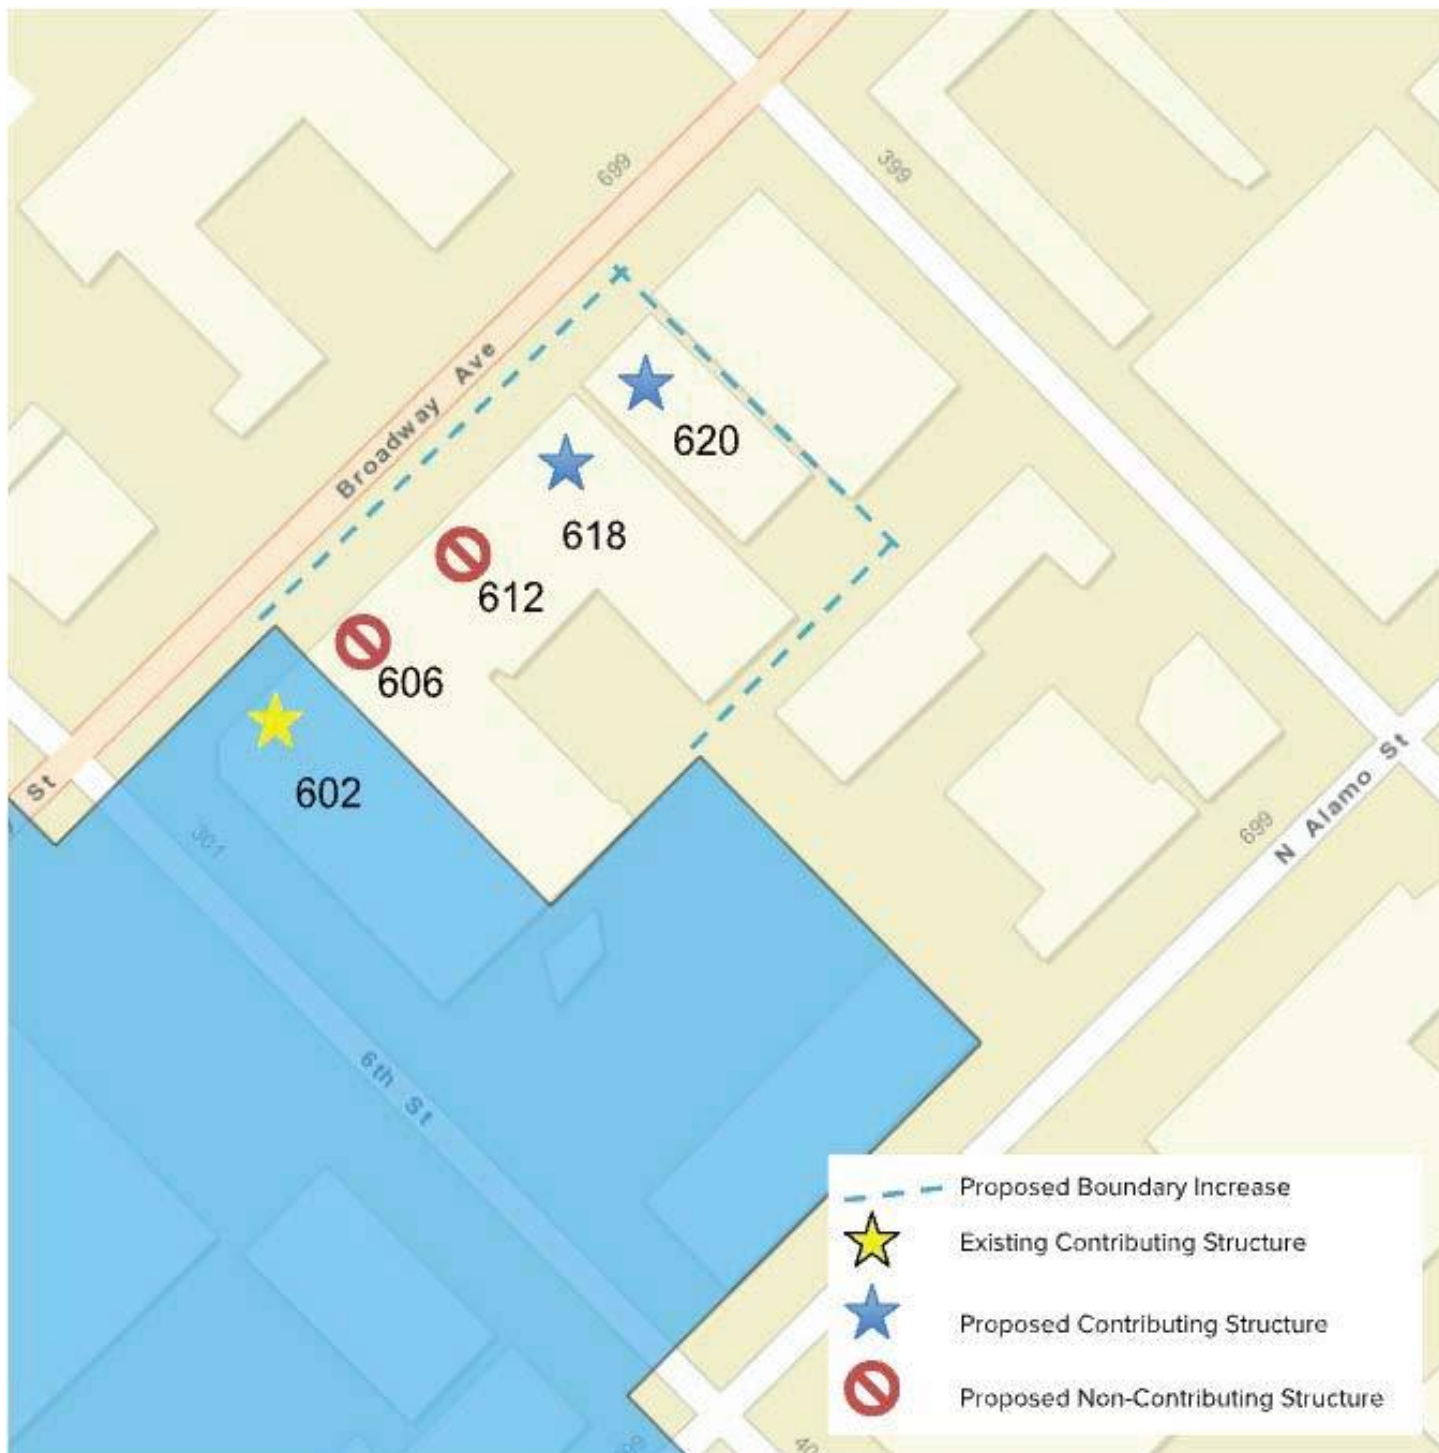 699
399
Broadway Ave
620
618
612
606
602
St
301
N Alamo St
699
6th St
Proposed Boundary Increase
Existing Contributing Structure
Proposed Contributing Structure
Proposed Non-Contributing Structure